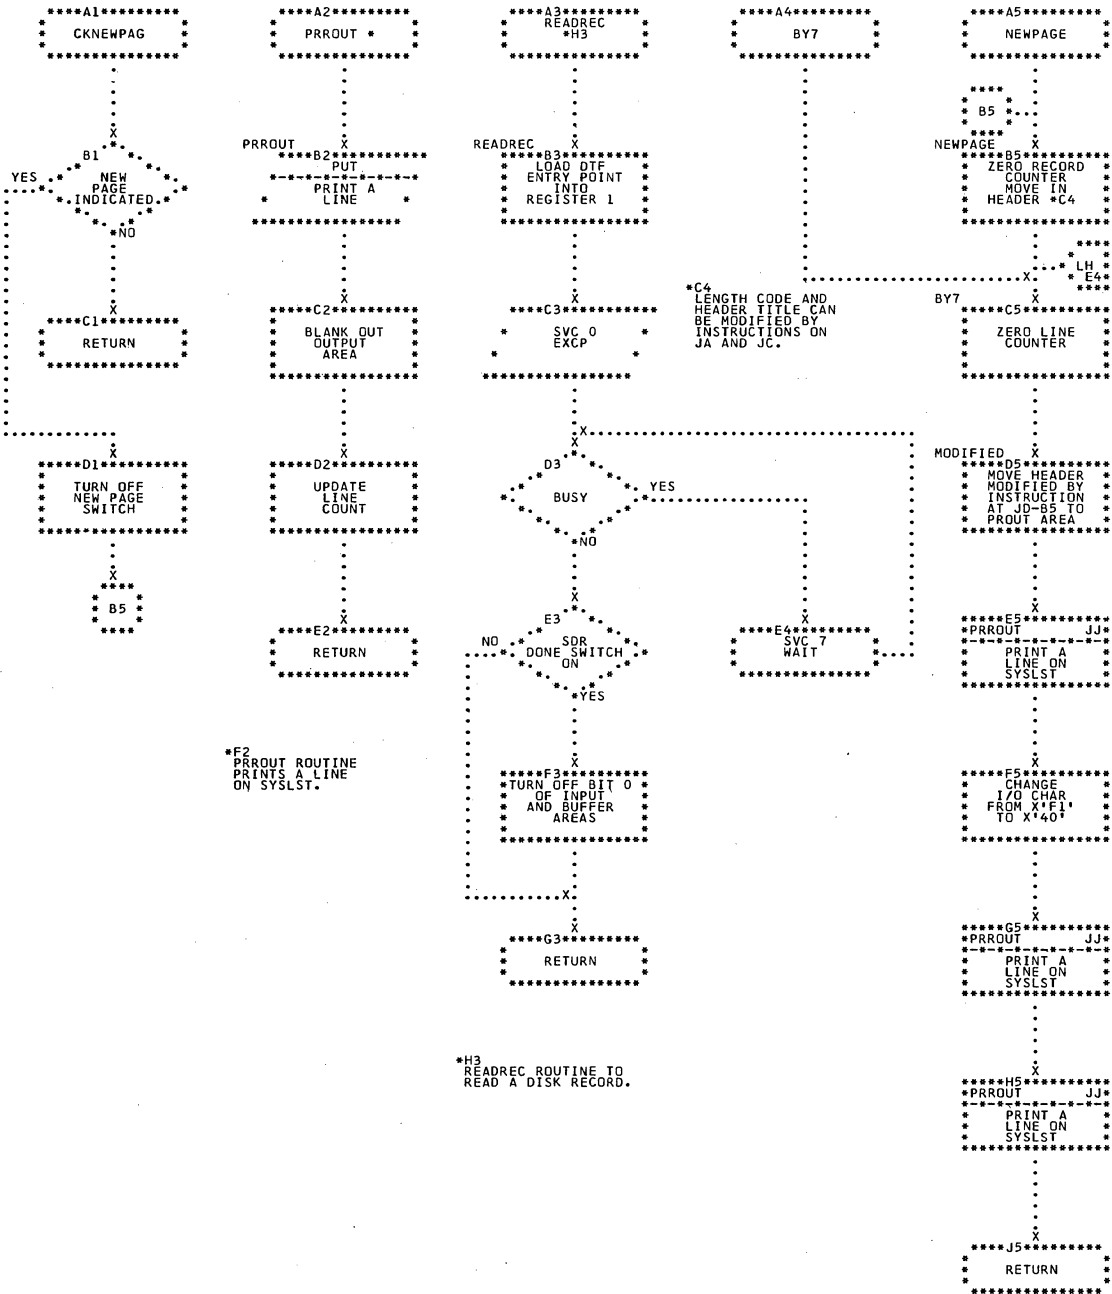 A1
CKNEWPAG
B1
NEW
PAGE
INDICATED
YES
*NO
C1
RETURN
D1
TURN OFF
NEW PAGE
SWITCH
B5
A2
PRROUT *
PRROUT
B2
PUT
PRINT A
LINE
C2
BLANK OUT
OUTPUT
AREA
D2
UPDATE
LINE
COUNT
E2
RETURN
*F2
PRROUT ROUTINE
PRINTS A LINE
ON SYSLST.
A3
READREC
*H3
READREC
B3
LOAD DTF
ENTRY POINT
INTO
REGISTER 1
C3
SVC 0
EXCP
D3
BUSY
YES
*NO
E3
SDR
DONE SWITCH
ON
NO
*YES
F3
*TURN OFF BIT 0 *
OF INPUT
AND BUFFER
AREAS
G3
RETURN
*H3
READREC ROUTINE TO
READ A DISK RECORD.
A4
BY7
*C4
LENGTH CODE AND
HEADER TITLE CAN
BE MODIFIED BY
INSTRUCTIONS ON
JA AND JC.
E4
SVC 7
WAIT
A5
NEWPAGE
B5
NEWPAGE
B5
ZERO RECORD
COUNTER
MOVE IN
HEADER *C4
LH
E4*
BY7
C5
ZERO LINE
COUNTER
MODIFIED
D5
MOVE HEADER
MODIFIED BY
INSTRUCTION
AT JD-B5 TO
PROUT AREA
E5
*PRROUT JJ*
PRINT A
LINE ON
SYSLST
F5
CHANGE
I/O CHAR
FROM X'F1'
TO X'40'
G5
*PRROUT JJ*
PRINT A
LINE ON
SYSLST
H5
*PRROUT JJ*
PRINT A
LINE ON
SYSLST
J5
RETURN